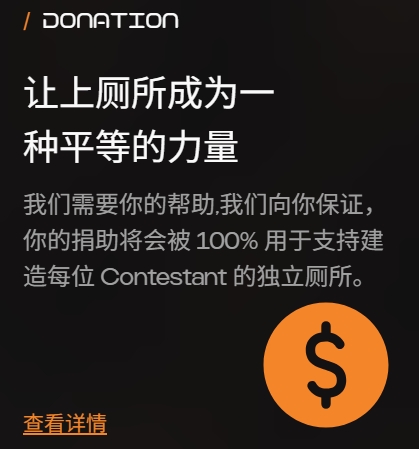 / DONATION
让上厕所成为一
种平等的力量
我们需要你的帮助,我们向你保证，
你的捐助将会被 100% 用于支持建
造每位 Contestant 的独立厕所。
$
查看详情